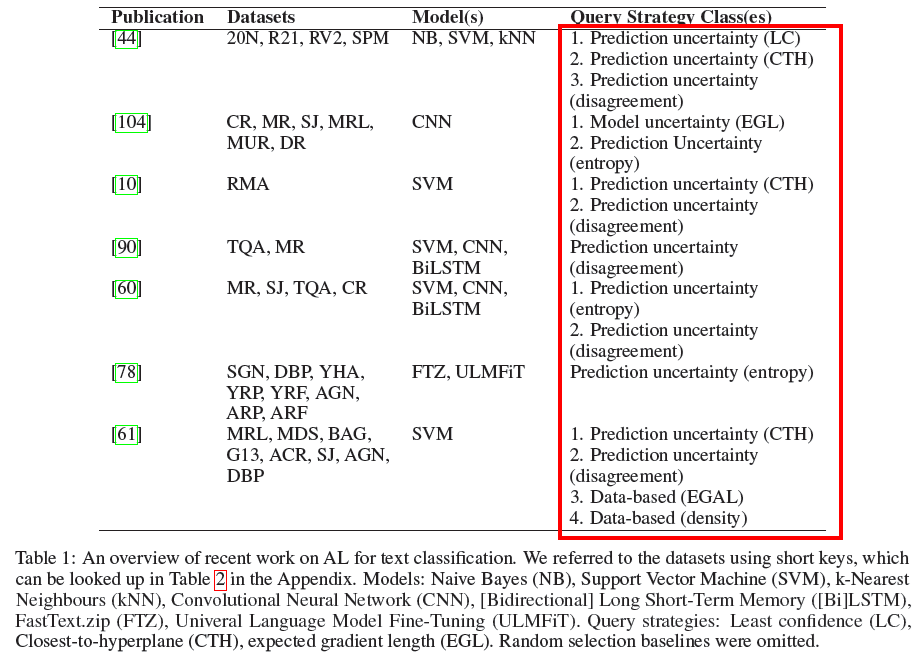 Publication Datasets Model(s) Query Strategy Class(es)
[44] 20N, R21, RV2, SPM NB, SVM, kNN 1. Prediction uncertainty (LC)
2. Prediction uncertainty (CTH)
3. Prediction uncertainty
(disagreement)
[104] CR, MR, SJ, MRL, CNN 1. Model uncertainty (EGL)
MUR, DR 2. Prediction Uncertainty
(entropy)
[10] RMA SVM 1. Prediction uncertainty (CTH)
2. Prediction uncertainty
(disagreement)
[90] TQA, MR SVM, CNN, Prediction uncertainty
BiLSTM (disagreement)
[60] MR, SJ, TQA, CR SVM, CNN, 1. Prediction uncertainty
BiLSTM (entropy)
2. Prediction uncertainty
(disagreement)
[78] SGN, DBP, YHA, FTZ, ULMFiT Prediction uncertainty (entropy)
YRP, YRF, AGN,
ARP, ARF
[61] MRL, MDS, BAG, SVM 1. Prediction uncertainty (CTH)
G13, ACR, SJ, AGN, 2. Prediction uncertainty
DBP (disagreement)
3. Data-based (EGAL)
4. Data-based (density)
Table 1: An overview of recent work on AL for text classification. We referred to the datasets using short keys, which
can be looked up in Table 2 in the Appendix. Models: Naive Bayes (NB), Support Vector Machine (SVM), k-Nearest
Neighbours (kNN), Convolutional Neural Network (CNN), [Bidirectional] Long Short-Term Memory ([Bi]LSTM),
FastText.zip (FTZ), Univeral Language Model Fine-Tuning (ULMFiT). Query strategies: Least confidence (LC),
Closest-to-hyperplane (CTH), expected gradient length (EGL). Random selection baselines were omitted.